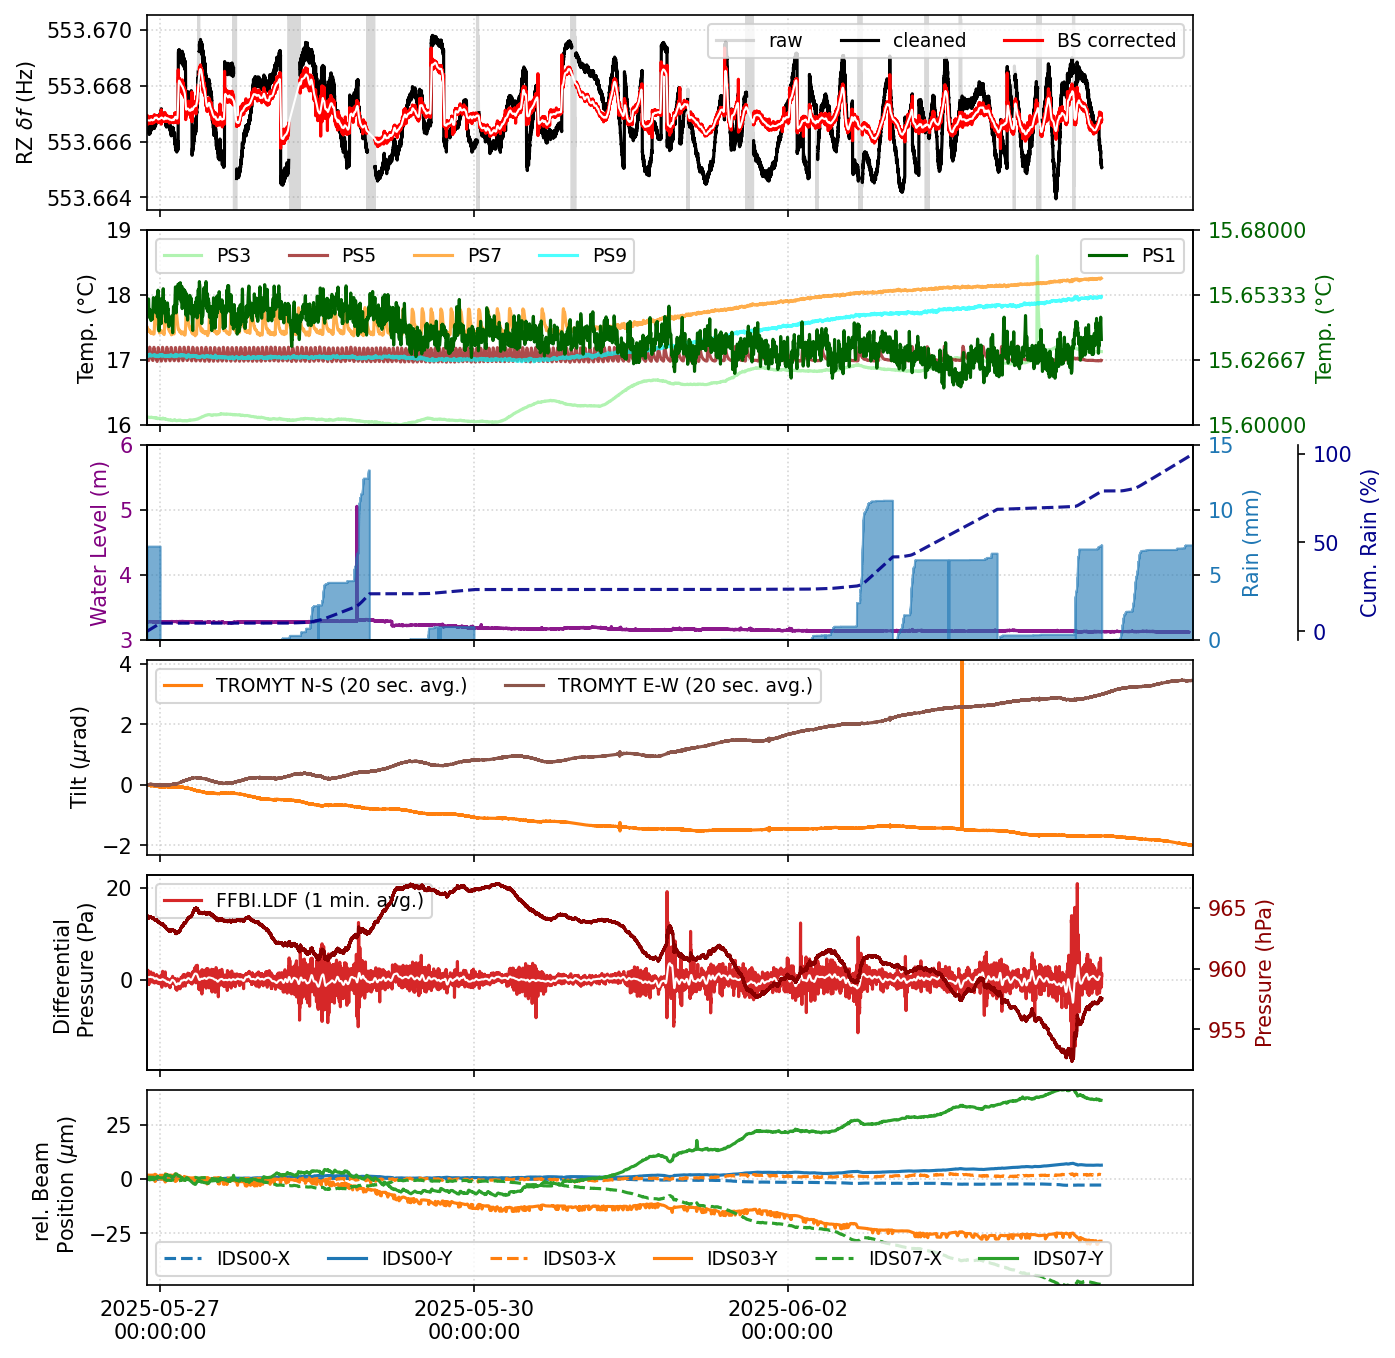 553.670
553.668
553.666
553.664
RZ δf (Hz)
raw
cleaned
BS corrected
19
18
17
16
Temp. (°C)
PS3
PS5
PS7
PS9
PS1
15.68000
15.65333
15.62667
15.60000
Temp. (°C)
6
5
4
3
Water Level (m)
15
10
5
0
Rain (mm)
100
50
0
Cum. Rain (%)
4
2
0
−2
Tilt (μrad)
TROMYT N-S (20 sec. avg.)
TROMYT E-W (20 sec. avg.)
20
0
Differential
Pressure (Pa)
FFBI.LDF (1 min. avg.)
965
960
955
Pressure (hPa)
25
0
−25
rel. Beam
Position (μm)
IDS00-X
IDS00-Y
IDS03-X
IDS03-Y
IDS07-X
IDS07-Y
2025-05-27
00:00:00
2025-05-30
00:00:00
2025-06-02
00:00:00